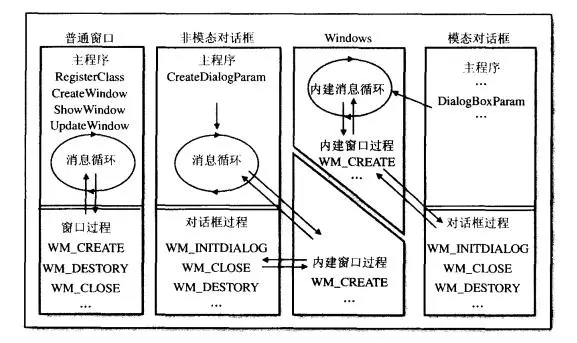 普通窗口
主程序
RegisterClass
CreateWindow
ShowWindow
UpdateWindow
消息循环
窗口过程
WM_CREATE
WM_DESTORY
WM_CLOSE
...
非模态对话框
主程序
CreateDialogParam
消息循环
对话框过程
WM_INITDIALOG
WM_CLOSE
WM_DESTORY
...
Windows
内建消息循环
内建窗口过程
WM_CREATE
...
内建窗口过程
WM_CREATE
...
模态对话框
主程序
...
DialogBoxParam
...
对话框过程
WM_INITDIALOG
WM_CLOSE
WM_DESTORY
...